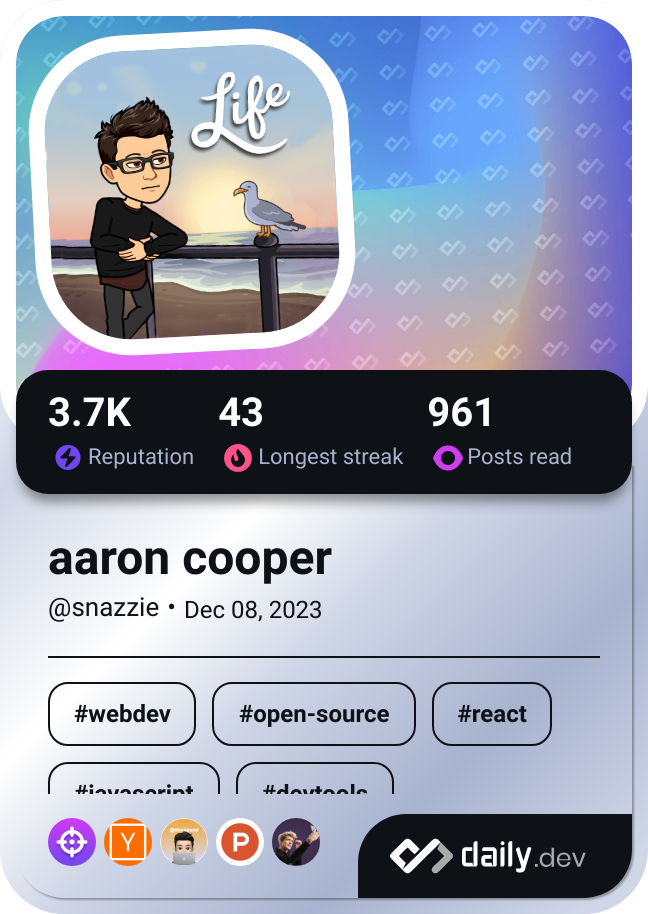 Life
3.7K 43 961
Reputation Longest streak Posts read
aaron cooper
@snazzie • Dec 08, 2023
#webdev #open-source #react
#javascript #devtools
Y P
daily.dev